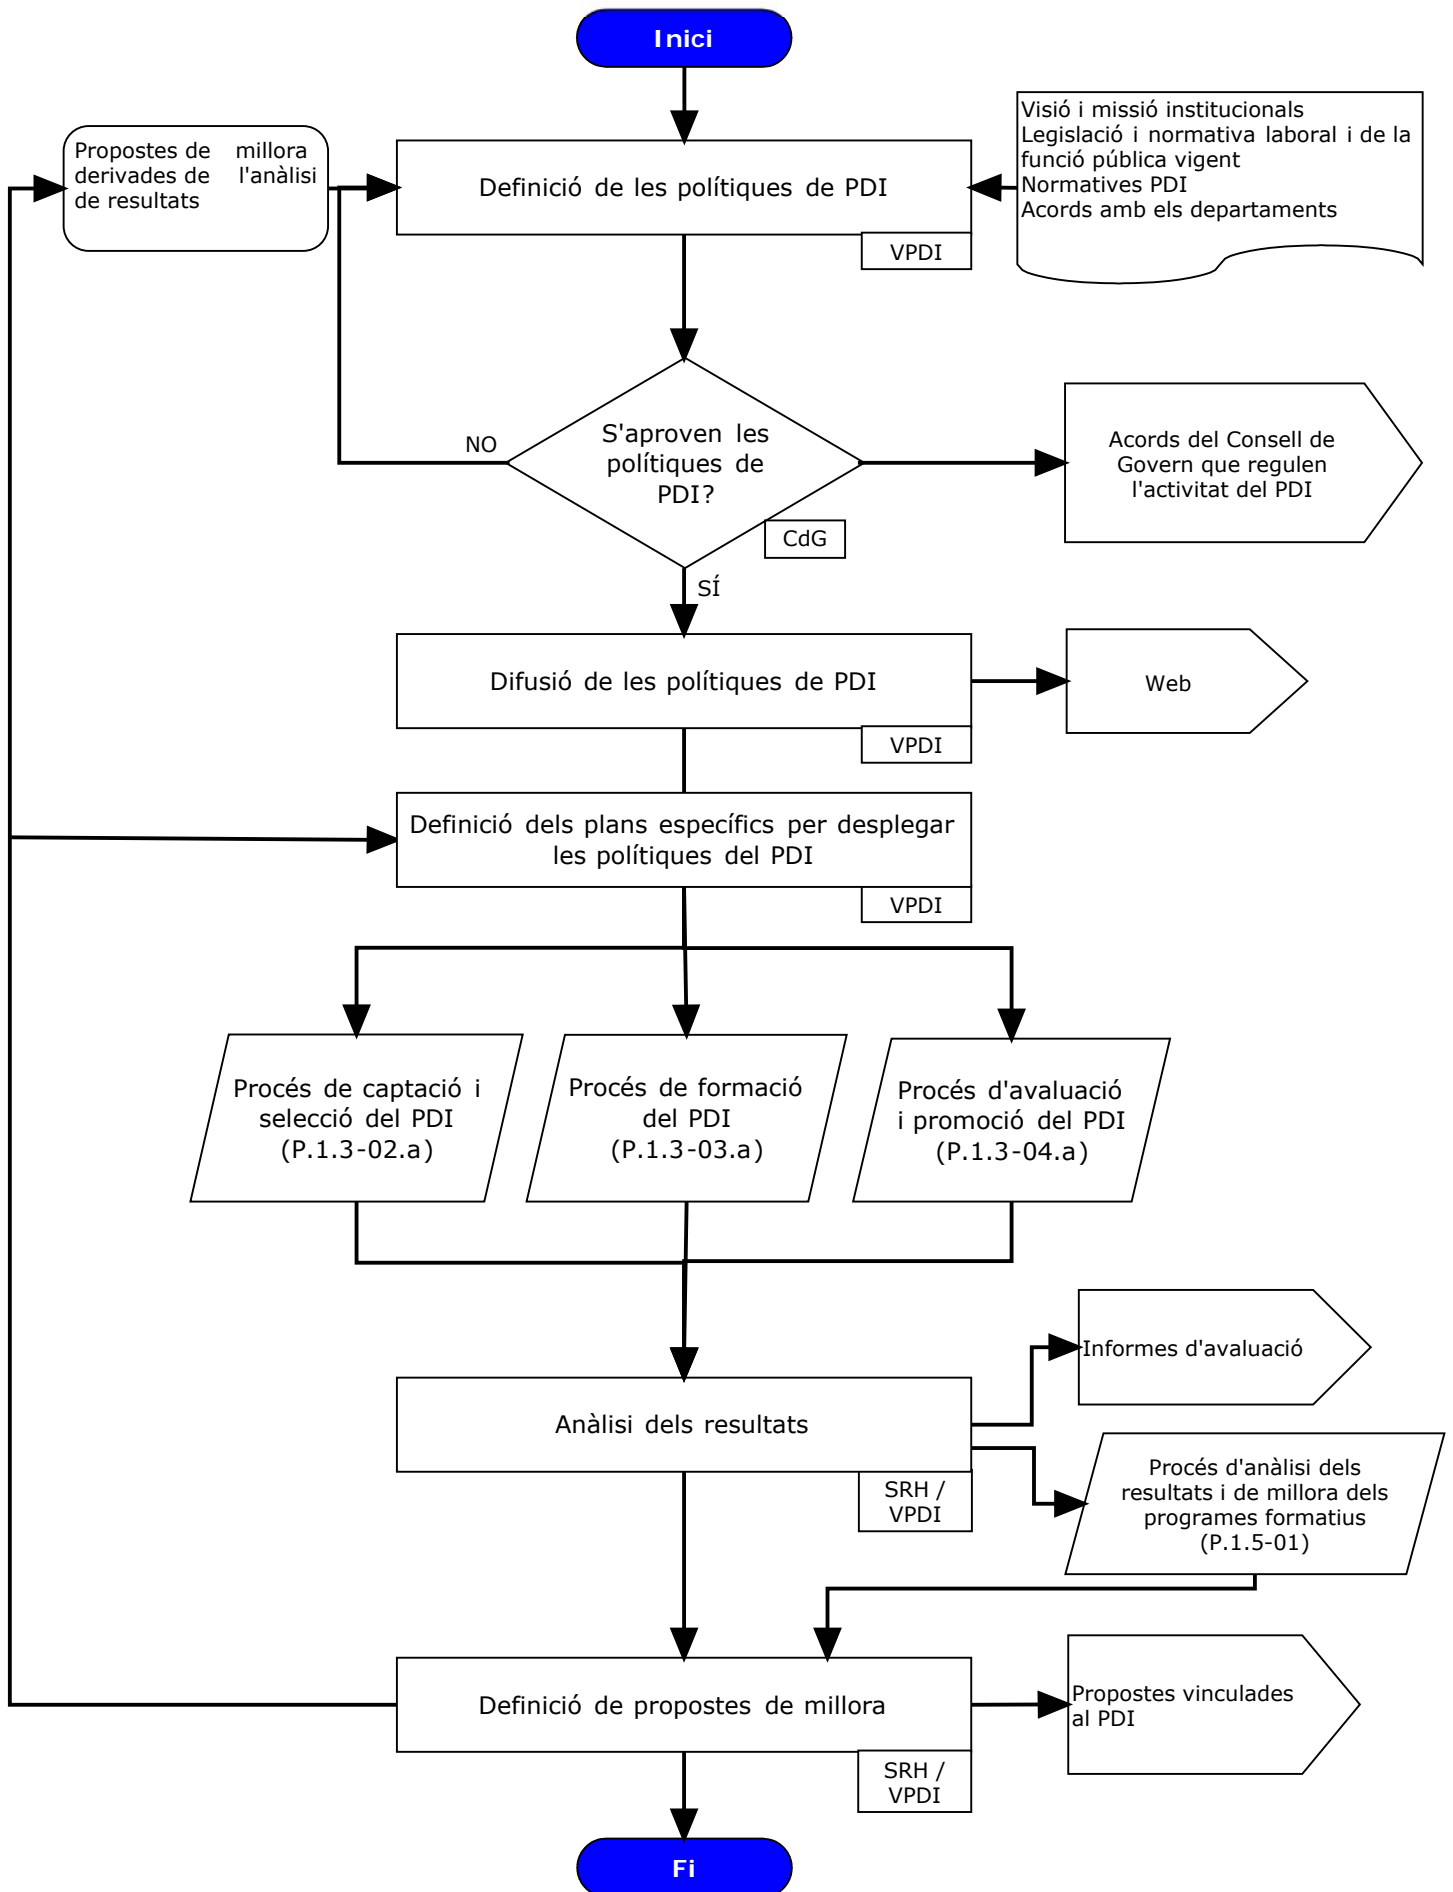 Inici
Visió i missió institucionals
Legislació i normativa laboral i de la
funció pública vigent
Normatives PDI
Acords amb els departaments
Propostes de millora
derivades de l'anàlisi
de resultats
Definició de les polítiques de PDI
VPDI
S'aproven les
polítiques de
PDI?
NO
CdG
SÍ
Acords del Consell de
Govern que regulen
l'activitat del PDI
Difusió de les polítiques de PDI
VPDI
Web
Definició dels plans específics per desplegar
les polítiques del PDI
VPDI
Procés de captació i
selecció del PDI
(P.1.3-02.a)
Procés de formació
del PDI
(P.1.3-03.a)
Procés d'avaluació
i promoció del PDI
(P.1.3-04.a)
Informes d'avaluació
Anàlisi dels resultats
SRH /
VPDI
Procés d'anàlisi dels
resultats i de millora dels
programes formatius
(P.1.5-01)
Definició de propostes de millora
SRH /
VPDI
Propostes vinculades
al PDI
Fi